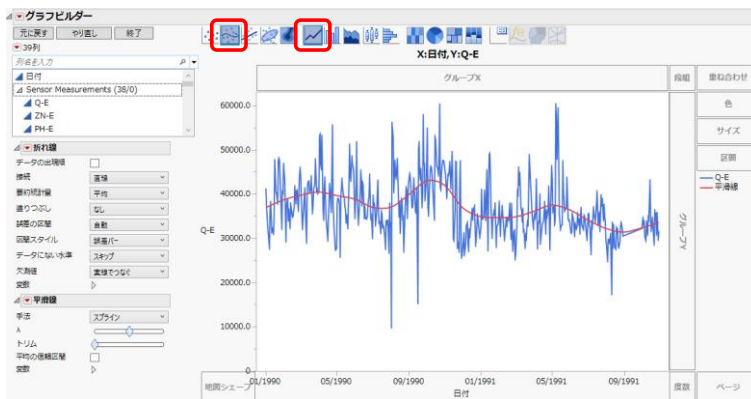 グラフビルダー
元に戻す やり直し 終了
39列
列名を入力
日付
Sensor Measurements (38/0)
Q-E
ZN-E
PH-E
折れ線
データの出現順
接続 直線
要約統計量 平均
塗りつぶし なし
誤差の区間 自動
区間スタイル 誤差バー
データにない水準 スキップ
欠測値 直線でつなぐ
変数
平滑線
手法 スプライン
λ
トリム
平均の信頼区間
変数
X:日付,Y:Q-E
グループX
段組
重ね合わせ
色
サイズ
区間
Q-E
平滑線
グループY
Q-E
60000.0
50000.0
40000.0
30000.0
20000.0
10000.0
0
01/1990 05/1990 09/1990 01/1991 05/1991 09/1991
日付
地図シェープ
度数
ページ